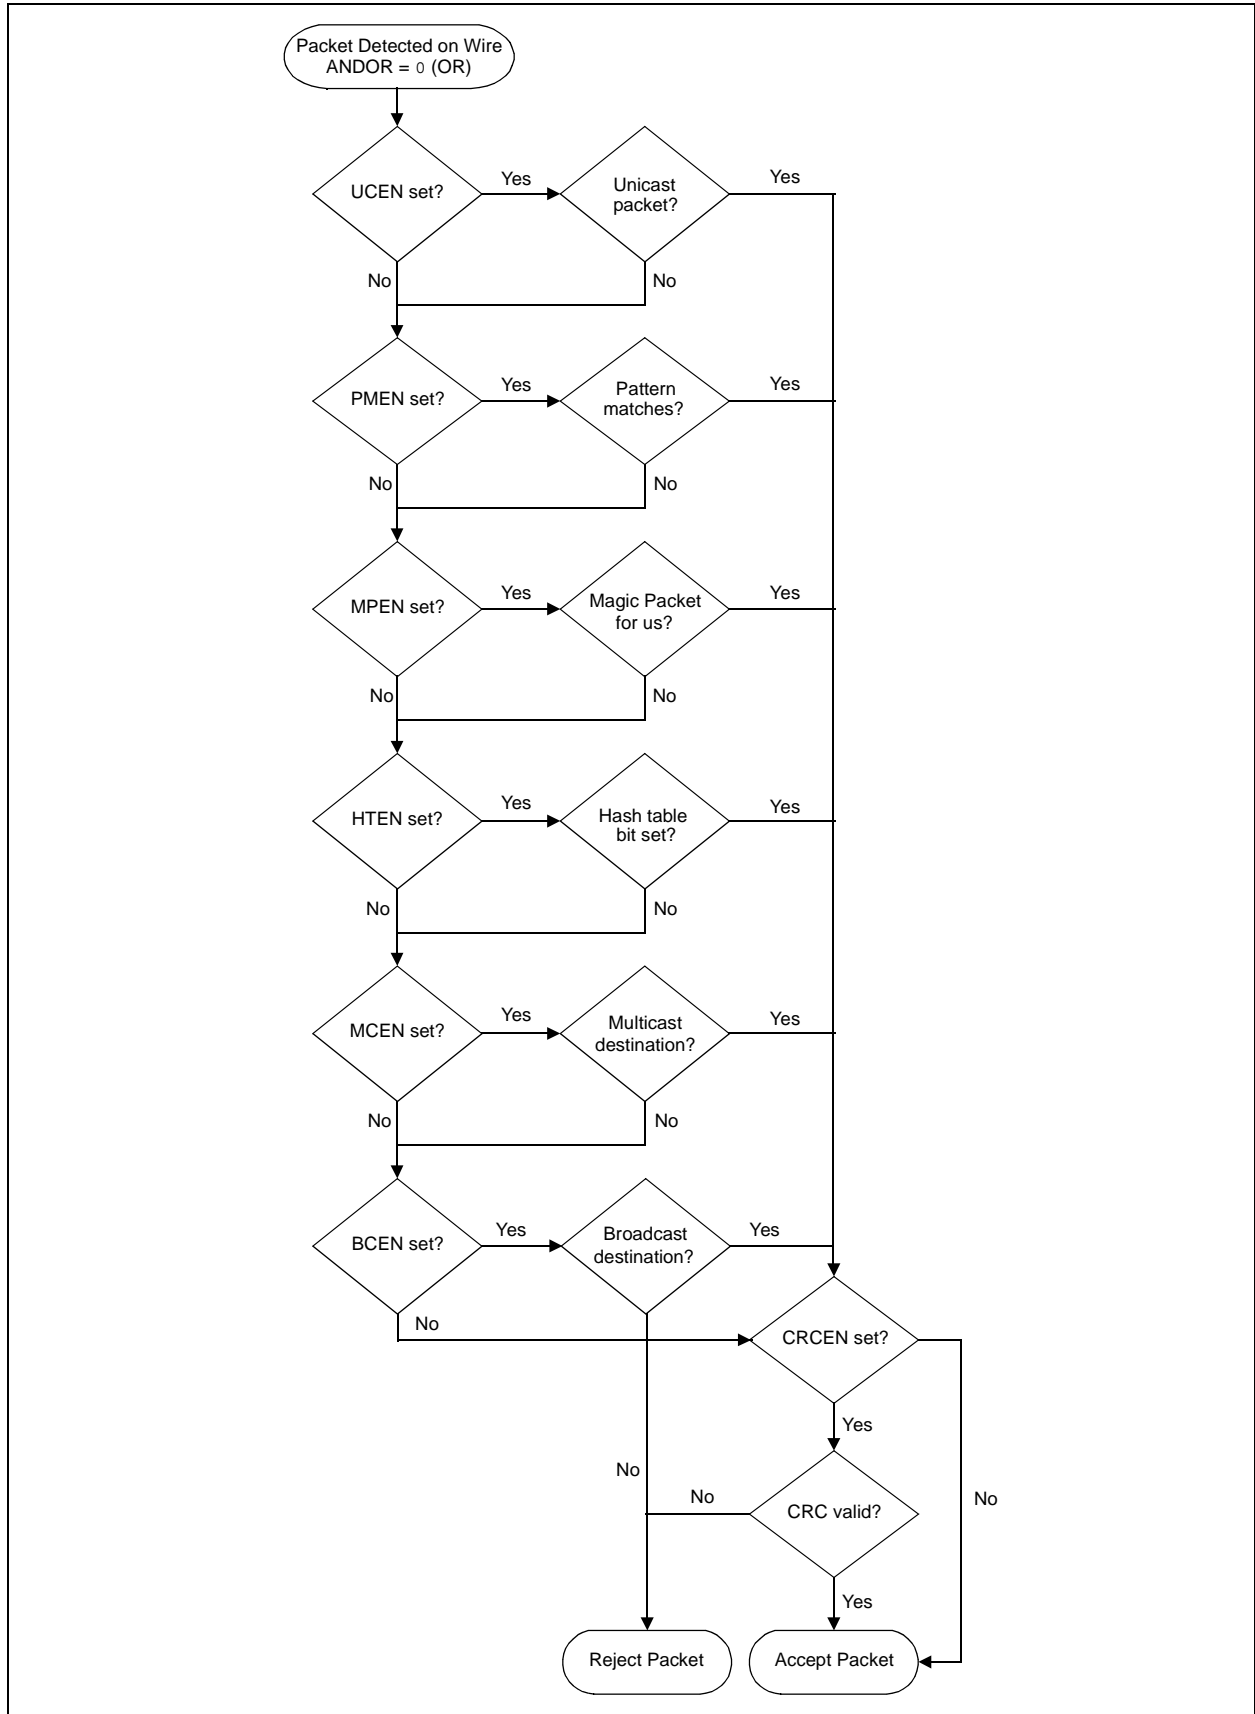 Packet Detected on Wire
ANDOR = 0 (OR)
UCEN set?
Yes
Unicast
packet?
Yes
No
No
PMEN set?
Yes
Pattern
matches?
Yes
No
No
MPEN set?
Yes
Magic Packet
for us?
Yes
No
No
HTEN set?
Yes
Hash table
bit set?
Yes
No
No
MCEN set?
Yes
Multicast
destination?
Yes
No
No
BCEN set?
Yes
Broadcast
destination?
Yes
No
CRCEN set?
Yes
No
No
CRC valid?
No
Yes
Reject Packet
Accept Packet